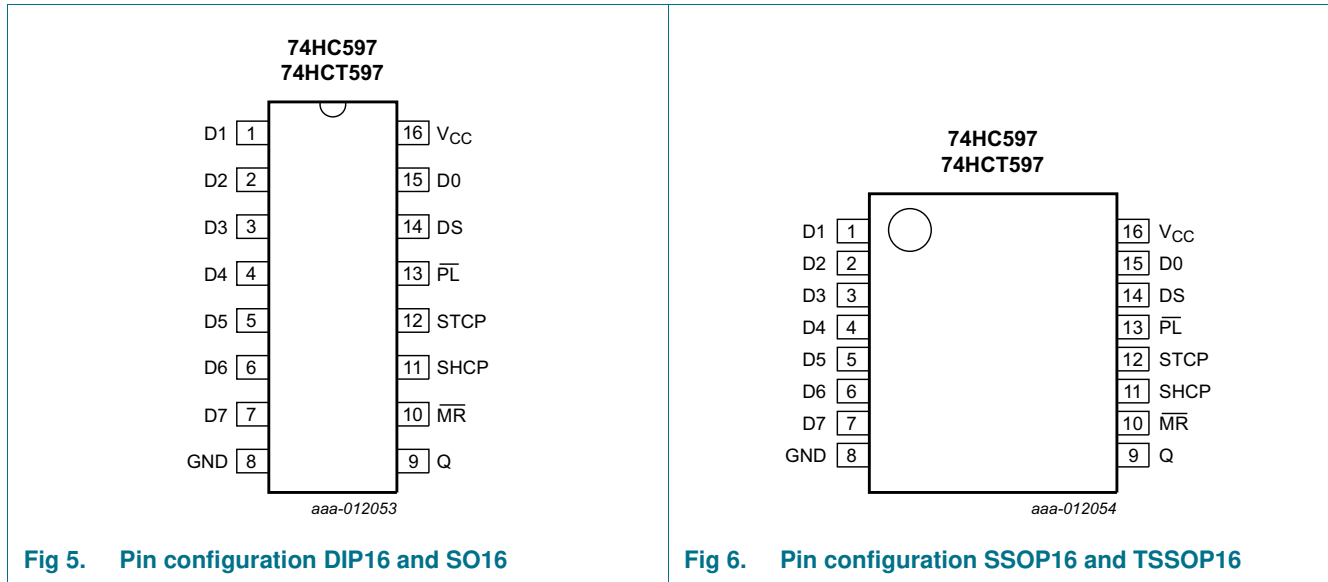 74HC597
74HCT597
D1 1
16 VCC
D2 2
15 D0
D3 3
14 DS
D4 4
13 P̅L̅
D5 5
12 STCP
D6 6
11 SHCP
D7 7
10 M̅R̅
GND 8
9 Q
aaa-012053
Fig 5. Pin configuration DIP16 and SO16
74HC597
74HCT597
D1 1
16 VCC
D2 2
15 D0
D3 3
14 DS
D4 4
13 P̅L̅
D5 5
12 STCP
D6 6
11 SHCP
D7 7
10 M̅R̅
GND 8
9 Q
aaa-012054
Fig 6. Pin configuration SSOP16 and TSSOP16